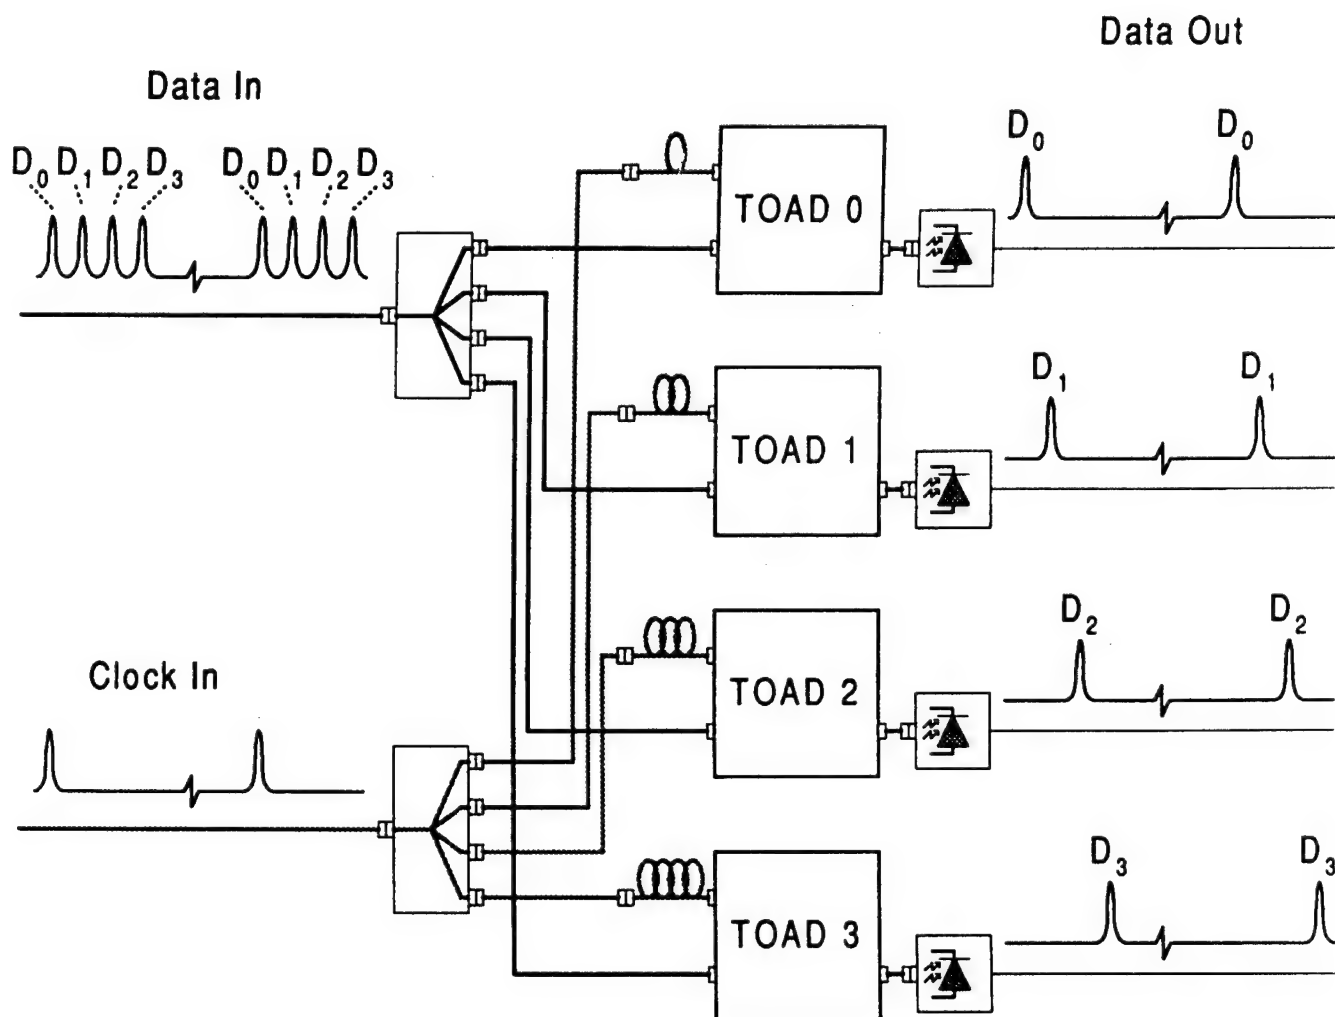 Data Out
Data In
D₀ D₁ D₂ D₃ D₀ D₁ D₂ D₃
D₀ D₀
TOAD 0
D₁ D₁
TOAD 1
D₂ D₂
Clock In
TOAD 2
D₃ D₃
TOAD 3